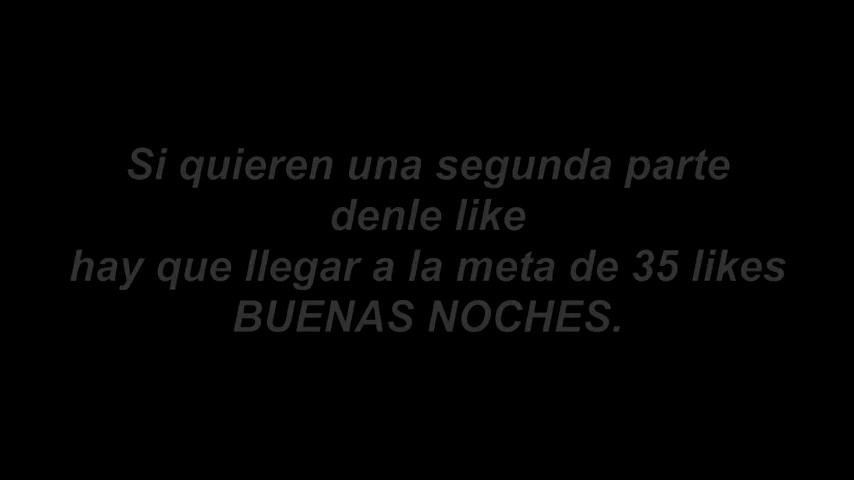 Si quieren una segunda parte
denle like
hay que llegar a la meta de 35 likes
BUENAS NOCHES.